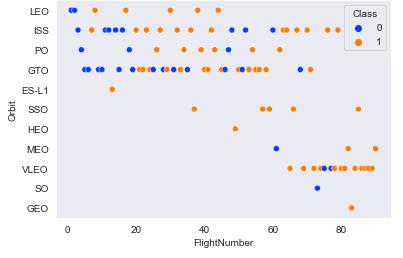 LEO
ISS
PO
GTO
ES-L1
SSO
HEO
MEO
VLEO
SO
GEO
Orbit
Class
0
1
0 20 40 60 80
FlightNumber